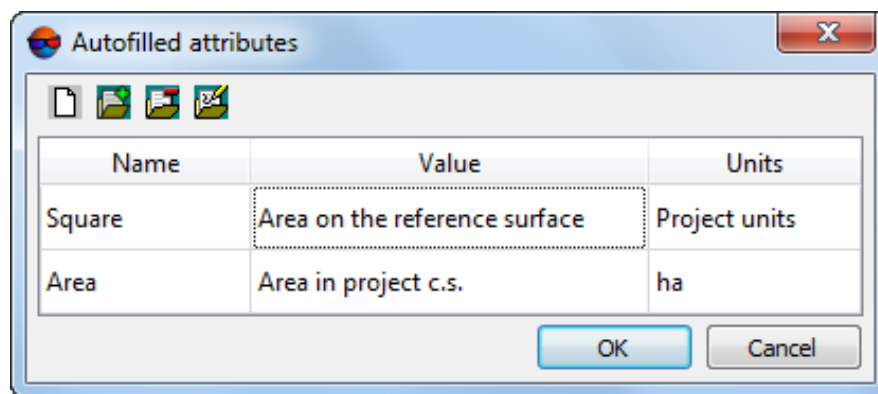 Autofilled attributes
Name Value Units
Square Area on the reference surface Project units
Area Area in project c.s. ha
OK Cancel